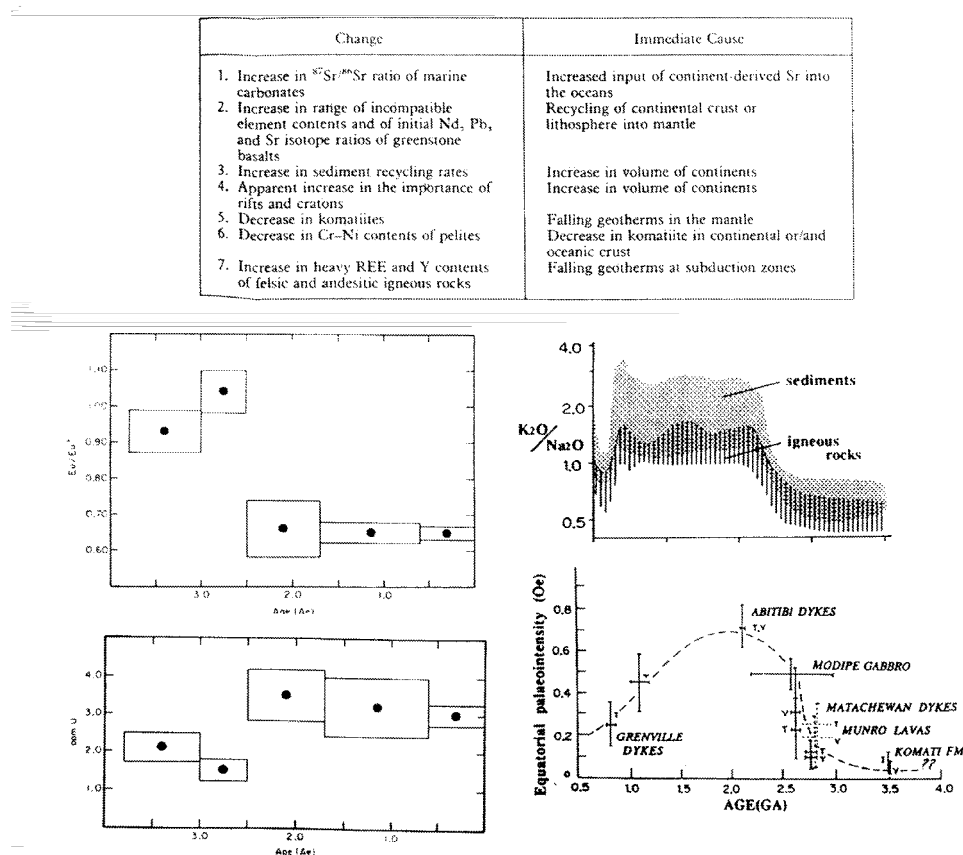 Change
Immediate Cause
1. Increase in ⁸⁷Sr/⁸⁶Sr ratio of marine
carbonates
Increased input of continent-derived Sr into
the oceans
2. Increase in range of incompatible
element contents and of initial Nd, Pb,
and Sr isotope ratios of greenstone
basalts
Recycling of continental crust or
lithosphere into mantle
3. Increase in sediment recycling rates
Increase in volume of continents
4. Apparent increase in the importance of
rifts and cratons
Increase in volume of continents
5. Decrease in komatiites
Falling geotherms in the mantle
6. Decrease in Cr–Ni contents of pelites
Decrease in komatiite in continental or/and
oceanic crust
7. Increase in heavy REE and Y contents
of felsic and andesitic igneous rocks
Falling geotherms at subduction zones
1.10
1.00
0.90
0.80
0.70
0.60
Eu/Eu*
3.0
2.0
1.0
Age (Ae)
4.0
2.0
1.0
0.5
K2O/Na2O
sediments
igneous
rocks
4.0
3.0
2.0
1.0
ppm U
3.0
2.0
1.0
Age (Ae)
Equatorial palaeointensity (Oe)
0,8
0,6
0.4
0.2
0
ABITIBI DYKES
T,V
MODIPE GABBRO
MATACHEWAN DYKES
MUNRO LAVAS
KOMATI FM
??
GRENVILLE
DYKES
0.5
1.0
1.5
2.0
2.5
3.0
3.5
4.0
AGE(GA)